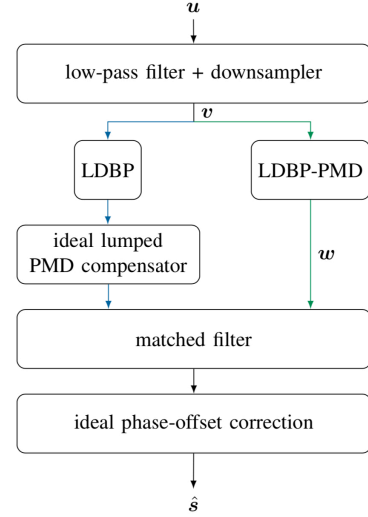 u
low-pass filter + downsampler
v
LDBP
LDBP-PMD
ideal lumped
PMD compensator
w
matched filter
ideal phase-offset correction
ŝ